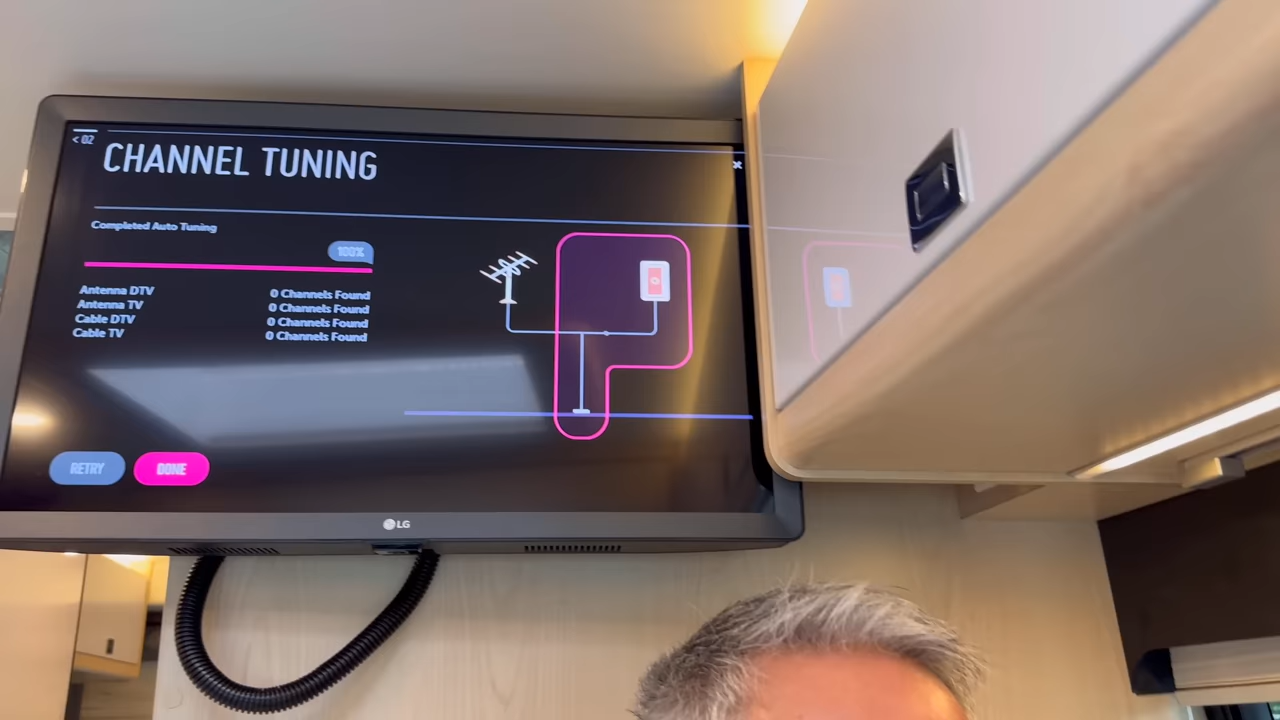 < 02
CHANNEL TUNING
Completed Auto Tuning
100%
Antenna DTV 0 Channels Found
Antenna TV 0 Channels Found
Cable DTV 0 Channels Found
Cable TV 0 Channels Found
RETRY DONE
LG